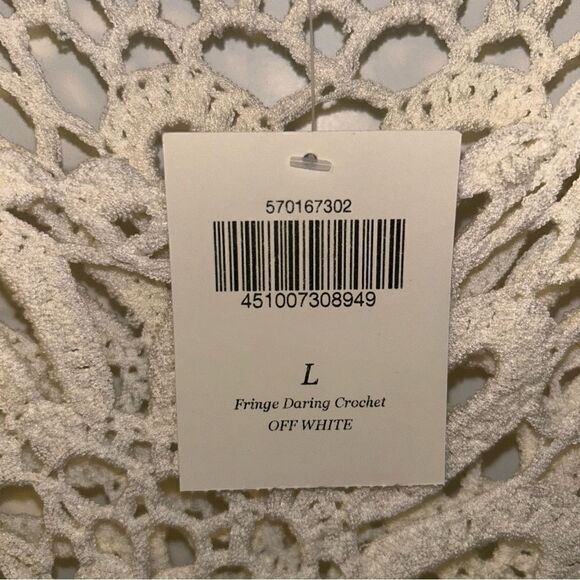 570167302
451007308949
L
Fringe Daring Crochet
OFF WHITE